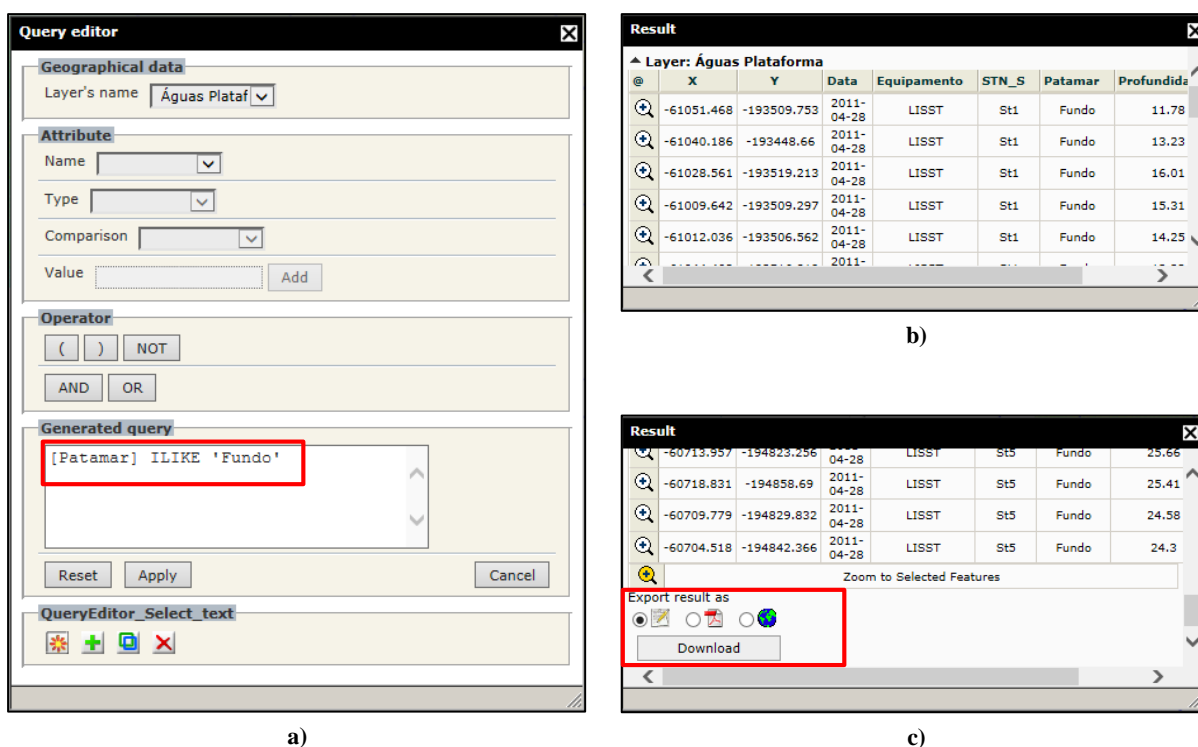 Query editor
Geographical data
Layer's name Águas Plataf
Attribute
Name
Type
Comparison
Value Add
Operator
( ) NOT
AND OR
Generated query
[Patamar] ILIKE 'Fundo'
Reset Apply Cancel
QueryEditor_Select_text
a)
Result
Layer: Águas Plataforma
@ X Y Data Equipamento STN_S Patamar Profundida
-61051.468 -193509.753 2011-04-28 LISST St1 Fundo 11.78
-61040.186 -193448.66 2011-04-28 LISST St1 Fundo 13.23
-61028.561 -193519.213 2011-04-28 LISST St1 Fundo 16.01
-61009.642 -193509.297 2011-04-28 LISST St1 Fundo 15.31
-61012.036 -193506.562 2011-04-28 LISST St1 Fundo 14.25
2011-
b)
Result
-60713.957 -194823.256 04-28 LISST St5 Fundo 25.66
-60718.831 -194858.69 2011-04-28 LISST St5 Fundo 25.41
-60709.779 -194829.832 2011-04-28 LISST St5 Fundo 24.58
-60704.518 -194842.366 2011-04-28 LISST St5 Fundo 24.3
Zoom to Selected Features
Export result as
Download
c)